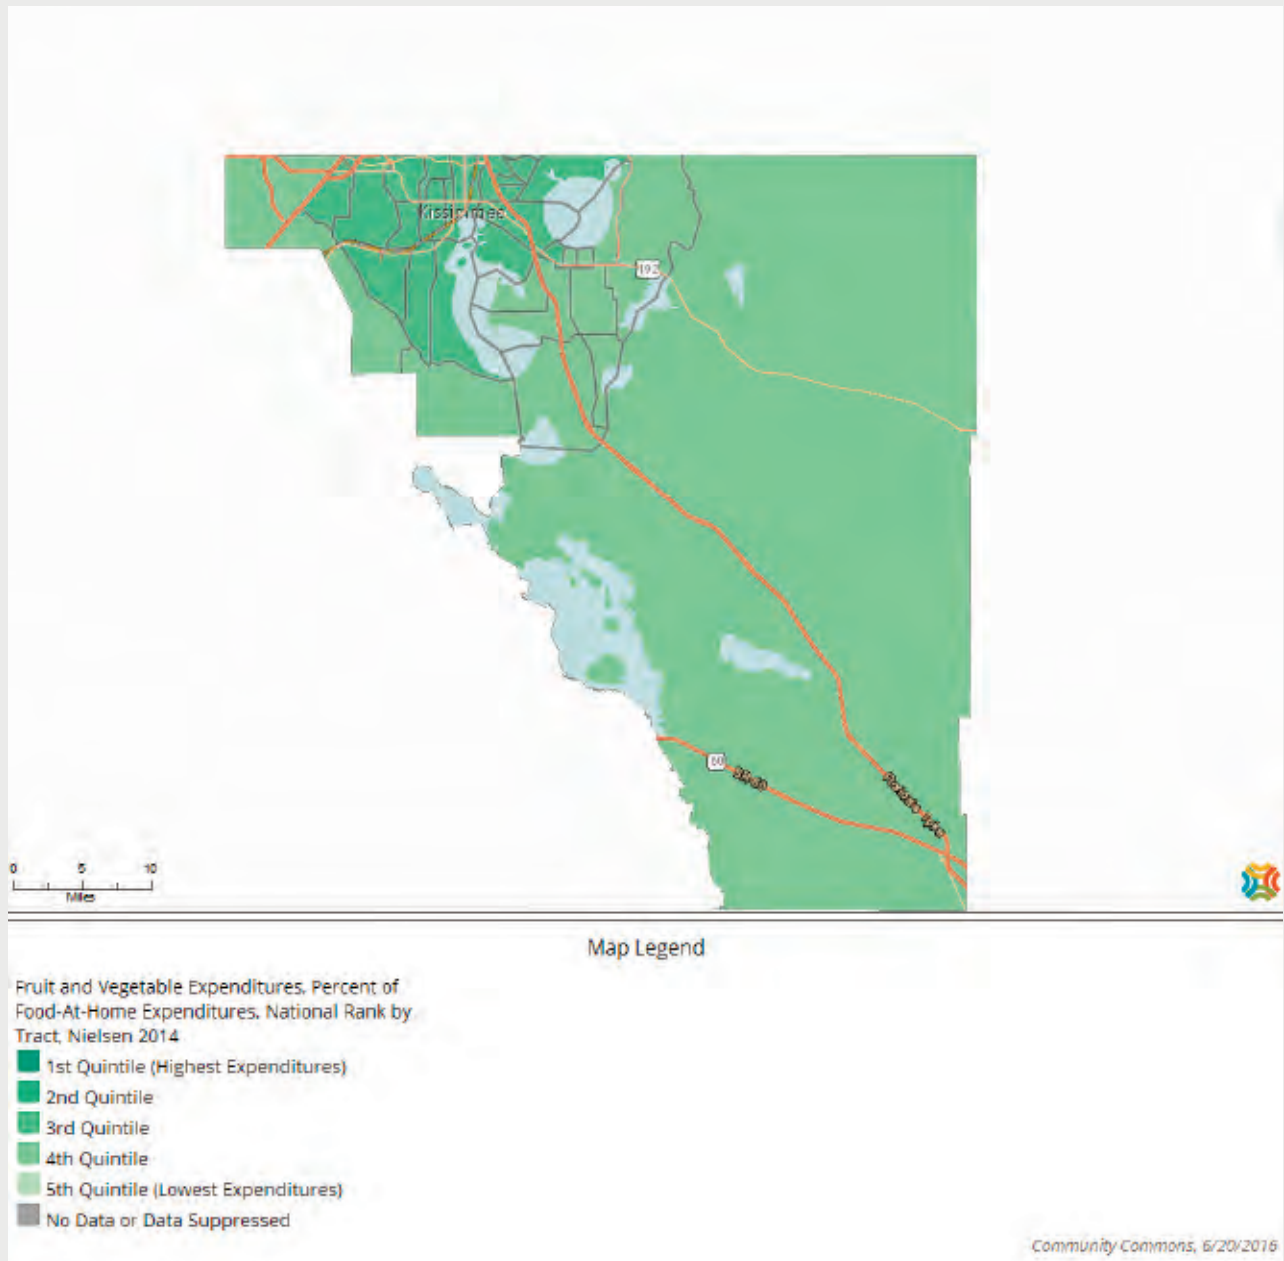 Kissimmee
192
60
SR-60
0 5 10
Miles
Map Legend
Fruit and Vegetable Expenditures, Percent of
Food-At-Home Expenditures, National Rank by
Tract, Nielsen 2014
1st Quintile (Highest Expenditures)
2nd Quintile
3rd Quintile
4th Quintile
5th Quintile (Lowest Expenditures)
No Data or Data Suppressed
Community Commons, 6/20/2016